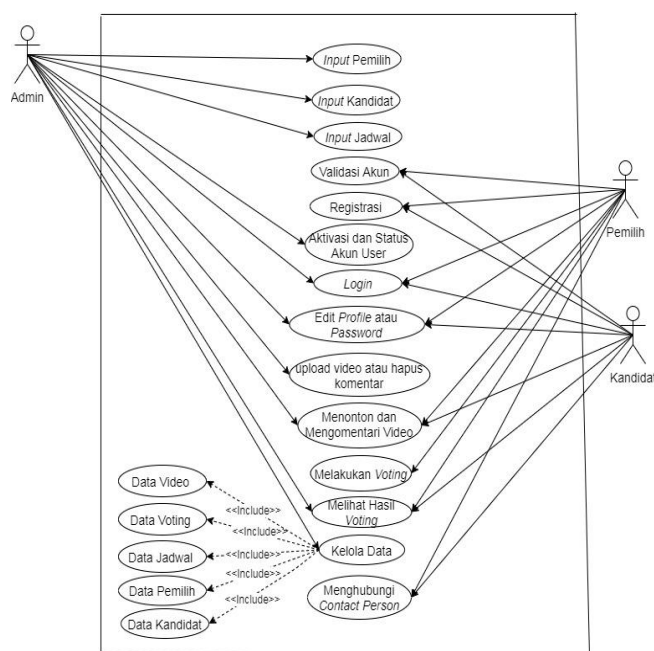 Admin
Input Pemilih
Input Kandidat
Input Jadwal
Validasi Akun
Registrasi
Aktivasi dan Status
Akun User
Login
Edit Profile atau
Password
upload video atau hapus
komentar
Menonton dan
Mengomentari Video
Melakukan Voting
Melihat Hasil
Voting
Kelola Data
Menghubungi
Contact Person
Pemilih
Kandidat
Data Video
Data Voting
Data Jadwal
Data Pemilih
Data Kandidat
<<Include>>
<<Include>>
<<Include>>
<<Include>>
<<Include>>